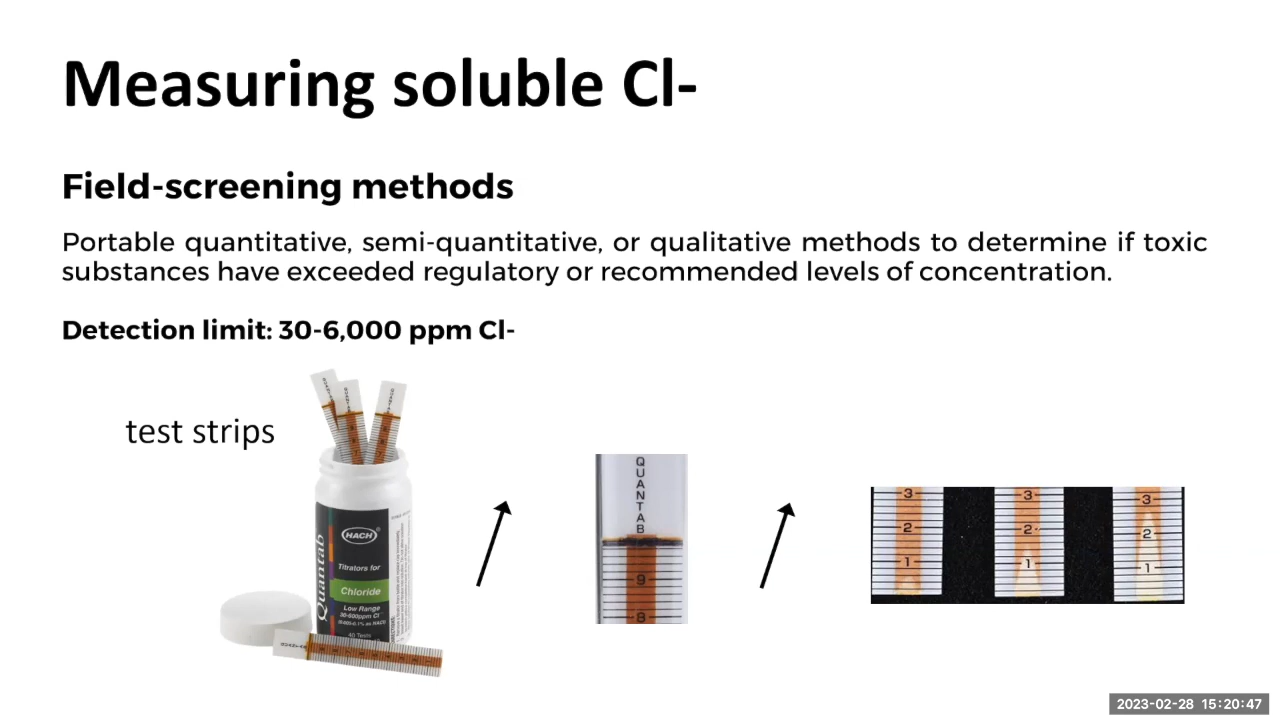 Measuring soluble Cl-
Field-screening methods
Portable quantitative, semi-quantitative, or qualitative methods to determine if toxic
substances have exceeded regulatory or recommended levels of concentration.
Detection limit: 30-6,000 ppm Cl-
test strips
QUANTAB
HACH
Quantab
Titrators for
Chloride
Low Range
30-600ppm Cl-
40 Tests
QUANTAB
9
8
3
2
1
3
2
1
3
2
1
2023-02-28 15:20:47